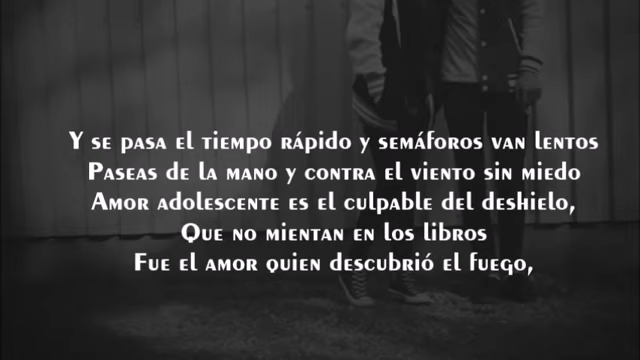 Y se pasa el tiempo rápido y semáforos van lentos
Paseas de la mano y contra el viento sin miedo
Amor adolescente es el culpable del deshielo,
Que no mientan en los libros
Fue el amor quien descubrió el fuego,